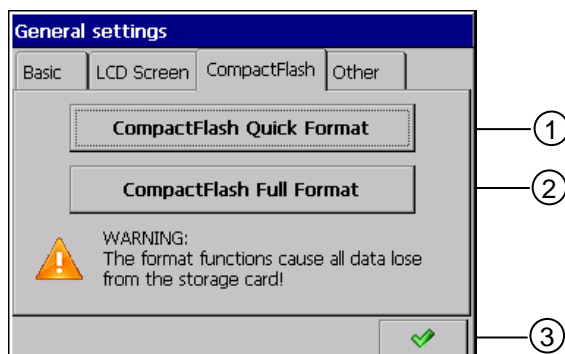 General settings
Basic LCD Screen CompactFlash Other
CompactFlash Quick Format 1
CompactFlash Full Format 2
WARNING:
The format functions cause all data lose
from the storage card!
3